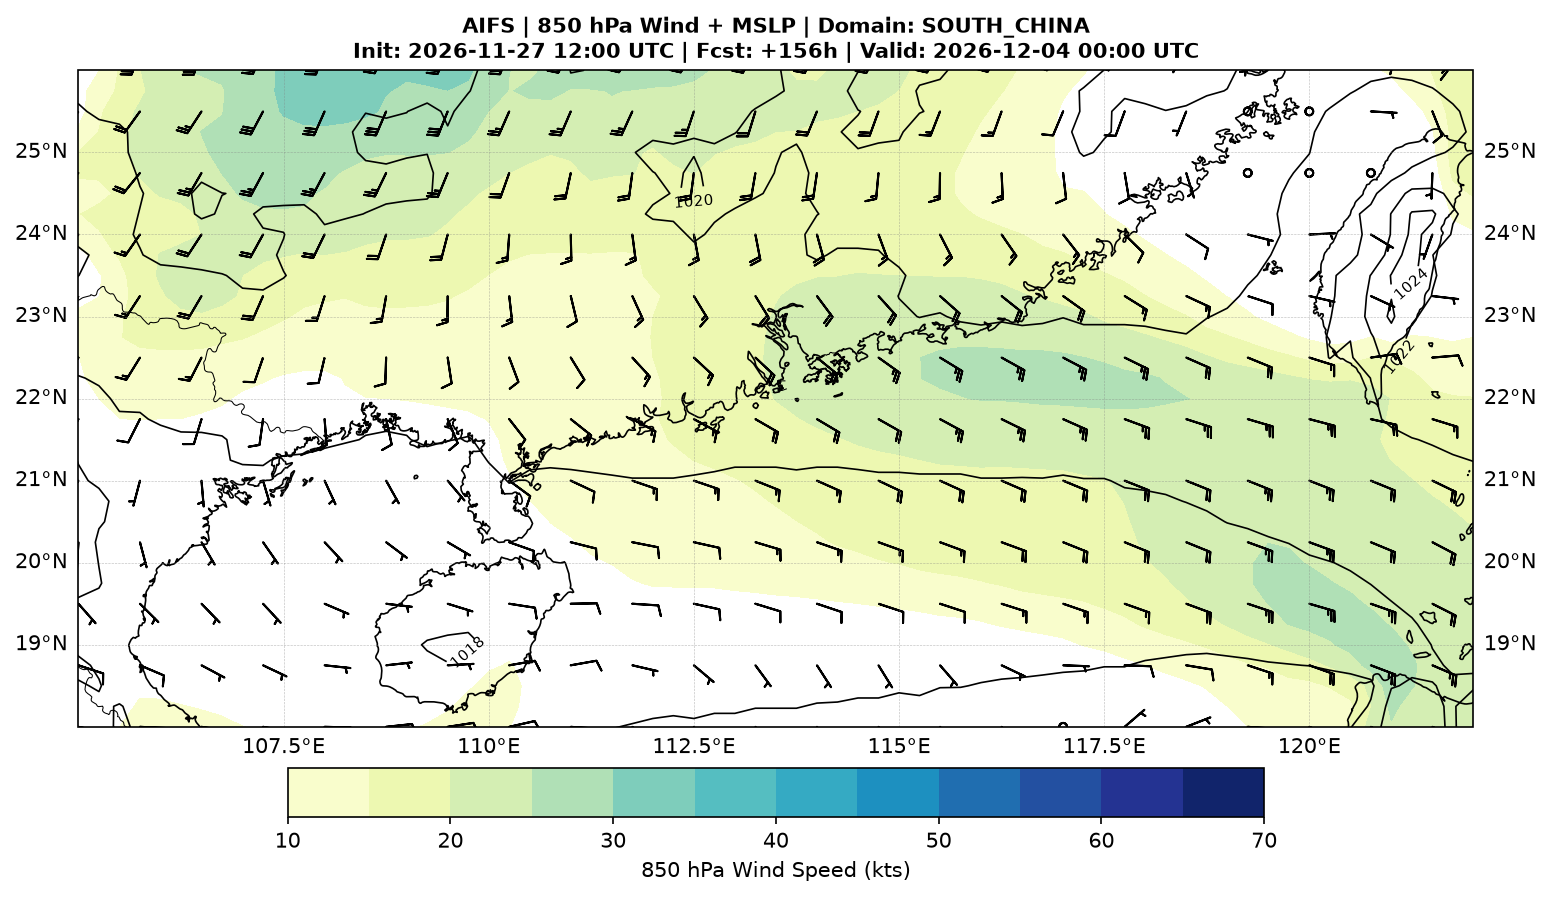 AIFS | 850 hPa Wind + MSLP | Domain: SOUTH_CHINA
Init: 2026-11-27 12:00 UTC | Fcst: +156h | Valid: 2026-12-04 00:00 UTC
25°N 25°N
1020
24°N 24°N
1024
23°N 23°N
1022
22°N 22°N
21°N 21°N
20°N 20°N
19°N 19°N
1018
107.5°E 110°E 112.5°E 115°E 117.5°E 120°E
10 20 30 40 50 60 70
850 hPa Wind Speed (kts)